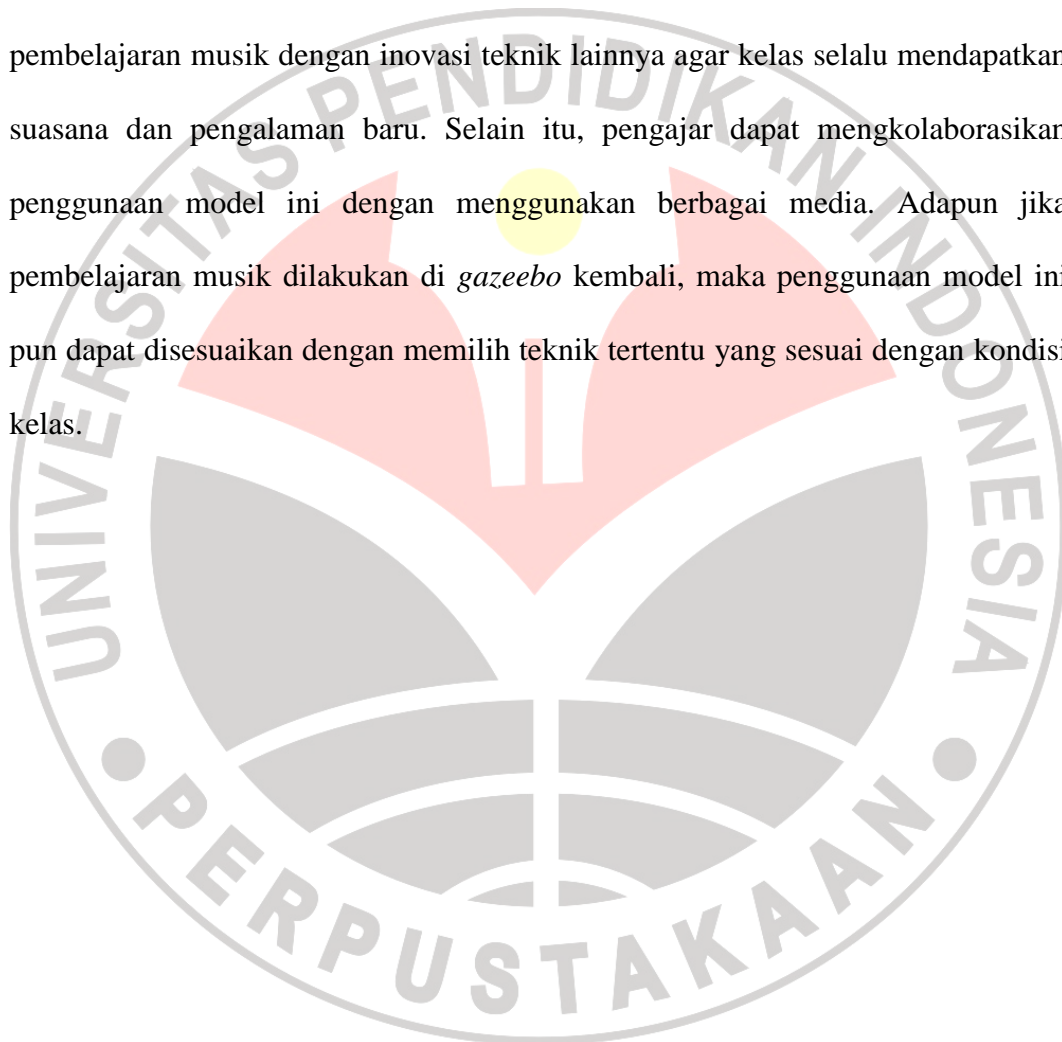 pembelajaran musik dengan inovasi teknik lainnya agar kelas selalu mendapatkan
suasana dan pengalaman baru. Selain itu, pengajar dapat mengkolaborasikan
penggunaan model ini dengan menggunakan berbagai media. Adapun jika
pembelajaran musik dilakukan di gazeebo kembali, maka penggunaan model ini
pun dapat disesuaikan dengan memilih teknik tertentu yang sesuai dengan kondisi
kelas.
UNIVERSITAS PENDIDIKAN INDONESIA
PERPUSTAKAAN